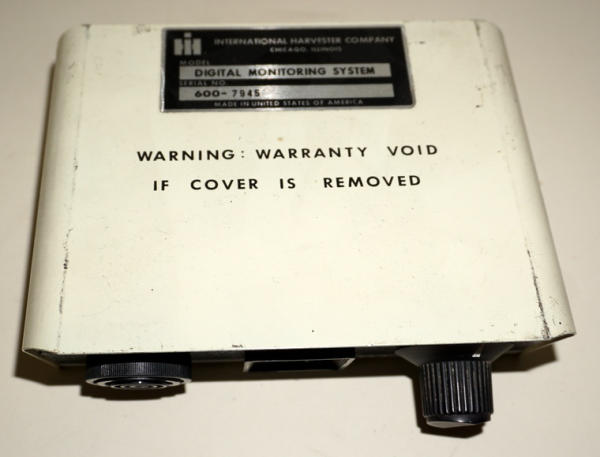 INTERNATIONAL HARVESTER COMPANY
CHICAGO, ILLINOIS
MODEL
DIGITAL MONITORING SYSTEM
SERIAL NO.
600-7945
MADE IN UNITED STATES OF AMERICA
WARNING: WARRANTY VOID
IF COVER IS REMOVED